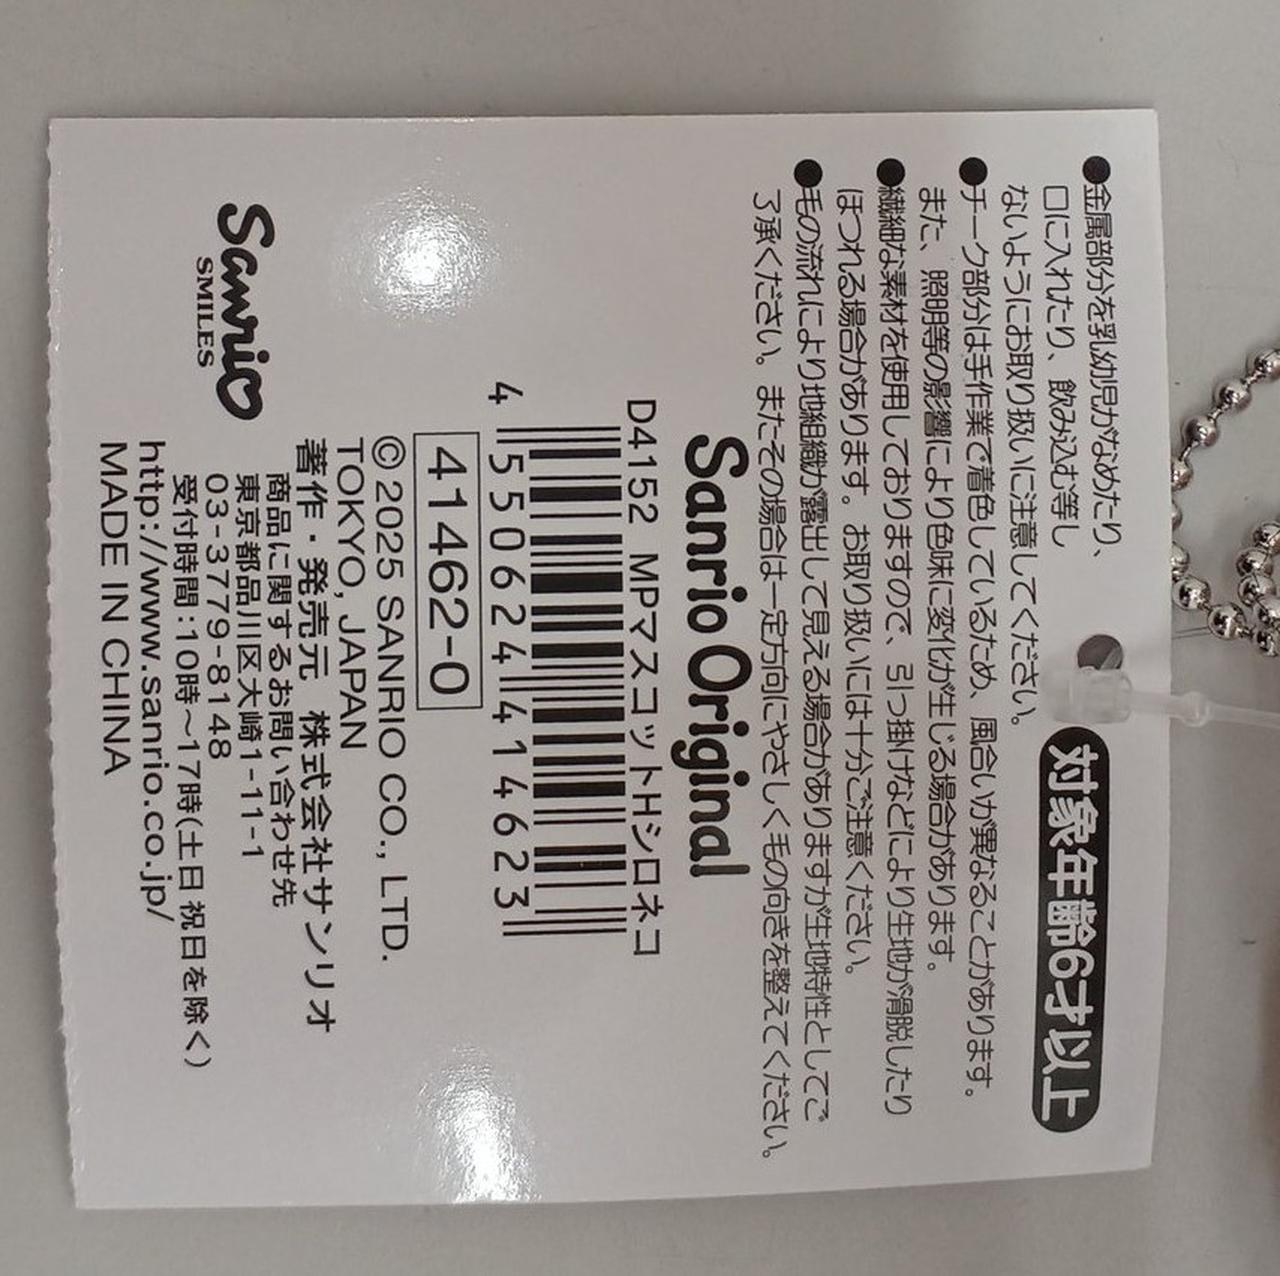 対象年齢6才以上
●金属部分を乳幼児がなめたり、
口に入れたり、飲み込む等し
ないようにお取り扱いに注意してください。
●チーク部分は手作業で着色しているため、風合いが異なることがあります。
また、照明等の影響により色味に変化が生じる場合があります。
●繊細な素材を使用しておりますので、引っ掛けなどにより生地が滑脱したり
ほつれる場合があります。お取り扱いには十分ご注意ください。
●毛の流れにより地組織が露出して見える場合がありますが生地特性としてご
了承ください。またその場合は一定方向にやさしく毛の向きを整えてください。
Sanrio Original
D4152 MPマスコットHシロネコ
4 550624 414623
41462-0
©2025 SANRIO CO., LTD.
TOKYO, JAPAN
著作・発売元 株式会社サンリオ
商品に関するお問い合わせ先
東京都品川区大崎1-11-1
03-3779-8148
受付時間:10時～17時(土日祝日を除く)
http://www.sanrio.co.jp/
MADE IN CHINA
Sanrio
SMILES